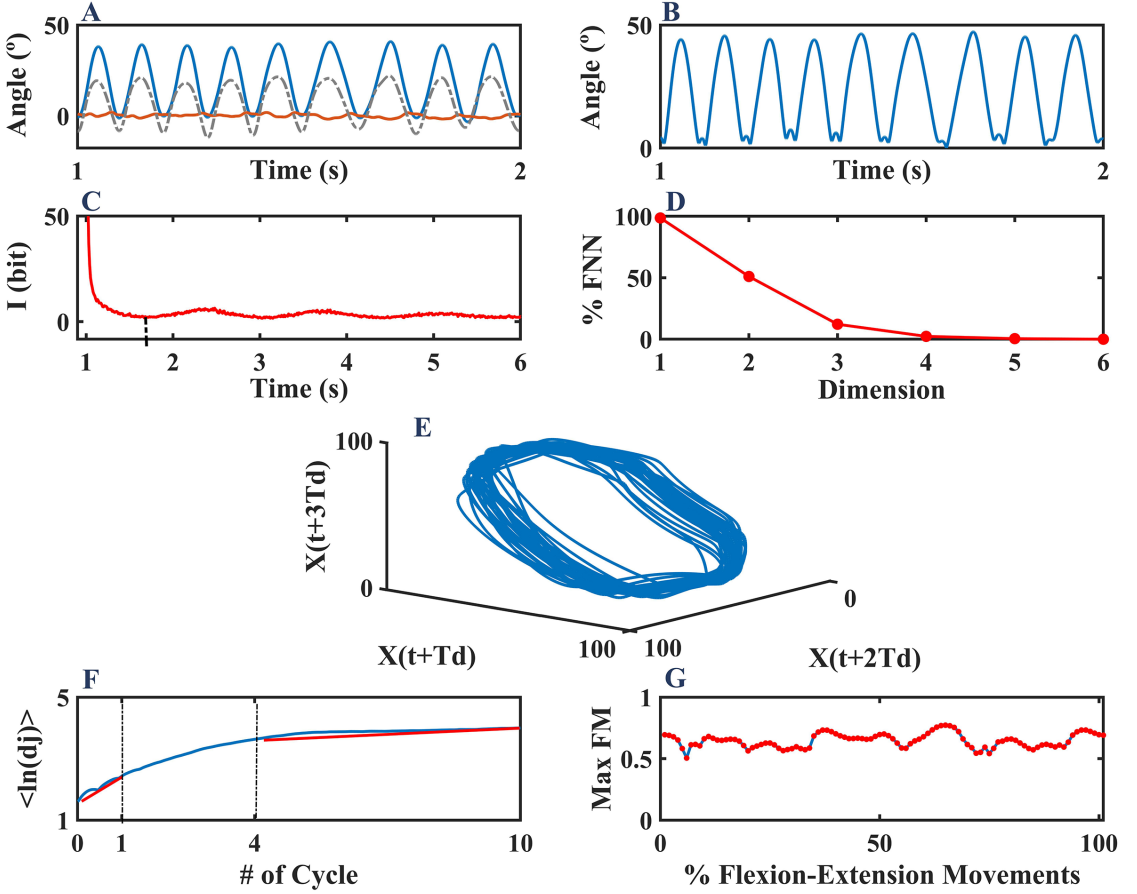 A
50
0
Angle (º)
1
Time (s)
2
B
50
0
Angle (°)
1
Time (s)
2
C
50
0
I (bit)
1 2 3 4 5 6
Time (s)
D
100
50
0
% FNN
1 2 3 4 5 6
Dimension
E
100
0
X(t+3Td)
100
100
0
X(t+Td)
X(t+2Td)
F
5
1
<ln(dj)>
0 1 4 10
# of Cycle
G
1
0.5
0
Max FM
0 50 100
% Flexion-Extension Movements